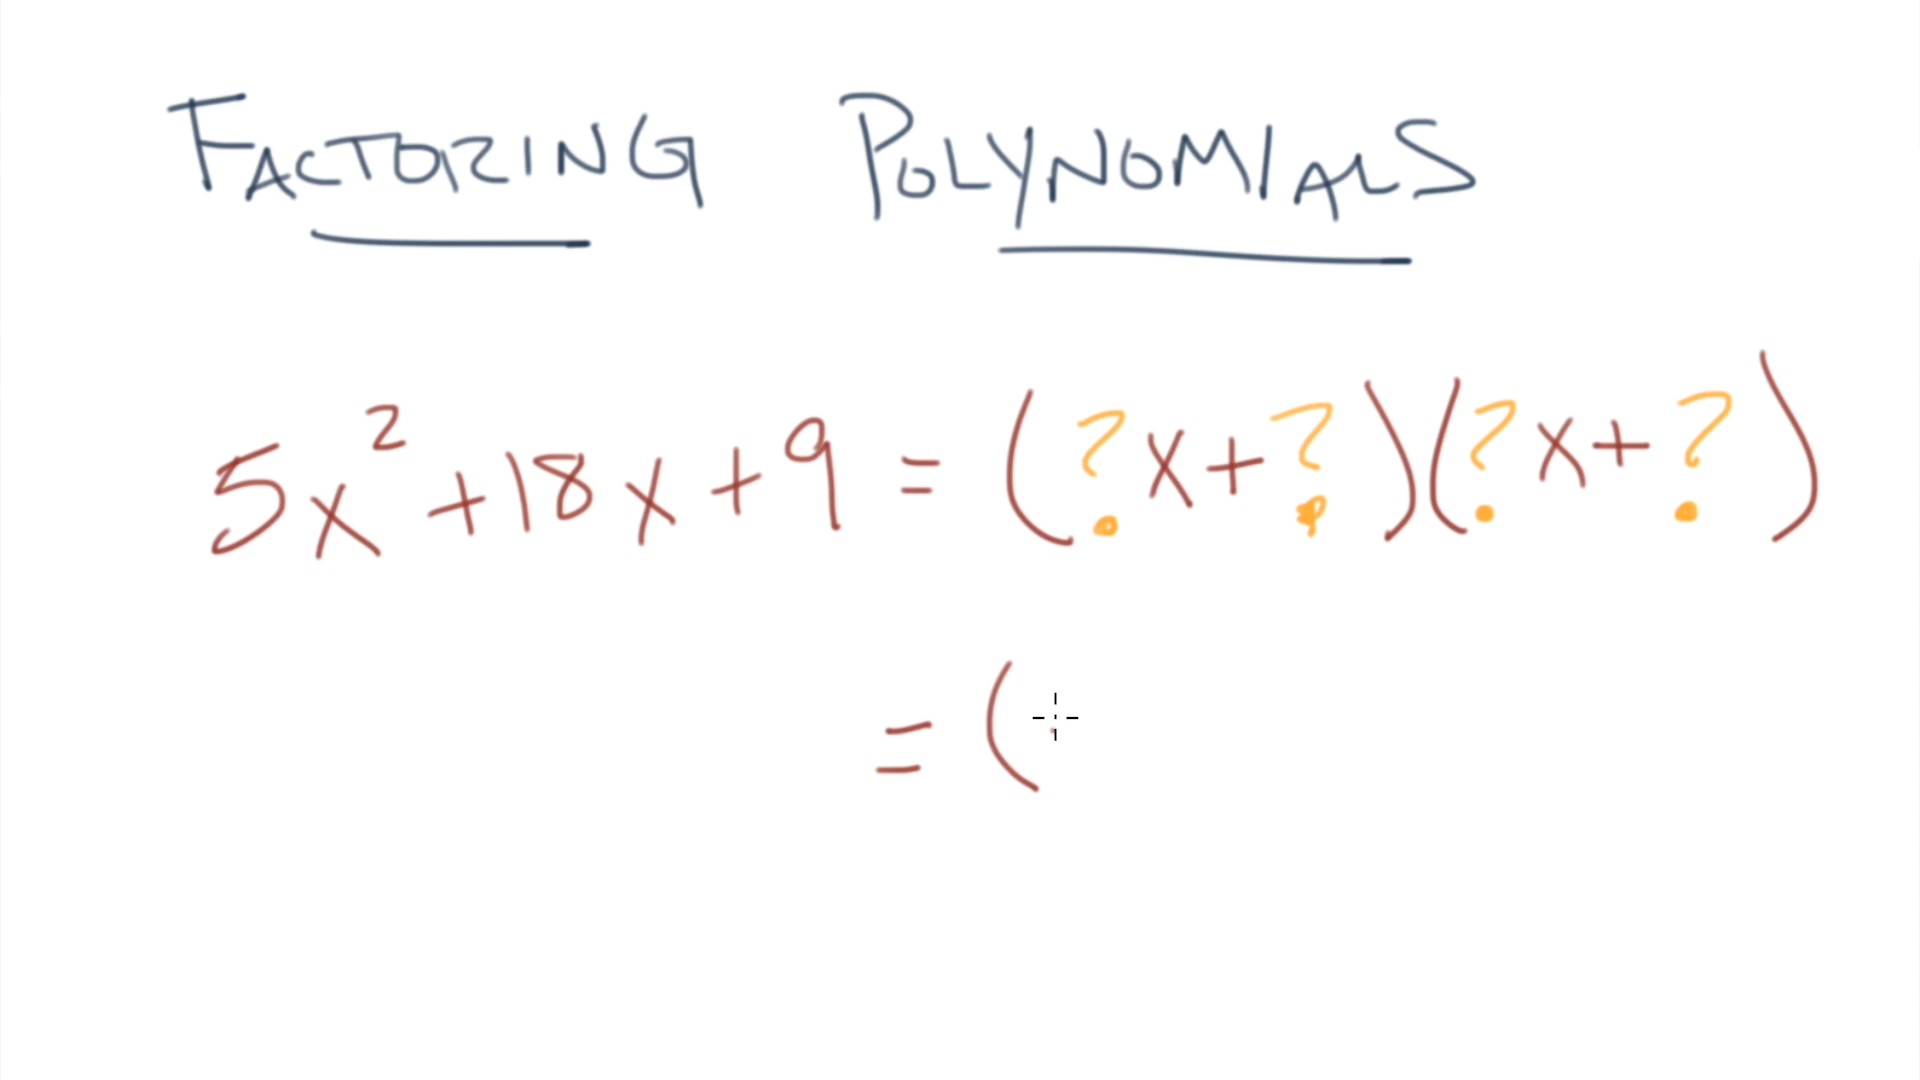 FACTORING POLYNOMIALS
5x² + 18x + 9 = (?x + ?)(?x + ?)
= (